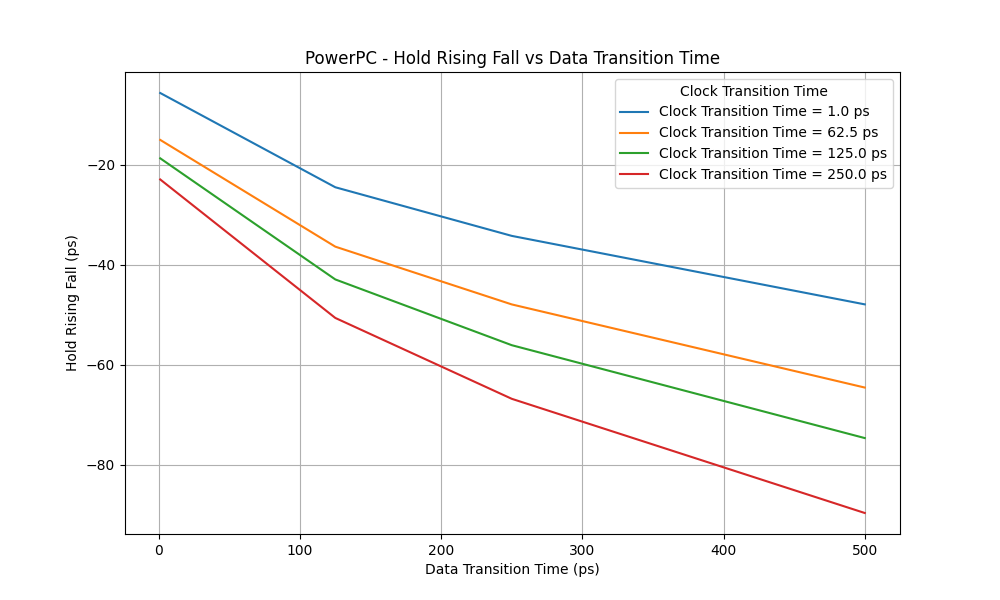 PowerPC - Hold Rising Fall vs Data Transition Time
Clock Transition Time
Clock Transition Time = 1.0 ps
Clock Transition Time = 62.5 ps
Clock Transition Time = 125.0 ps
Clock Transition Time = 250.0 ps
Hold Rising Fall (ps)
−20
−40
−60
−80
0 100 200 300 400 500
Data Transition Time (ps)